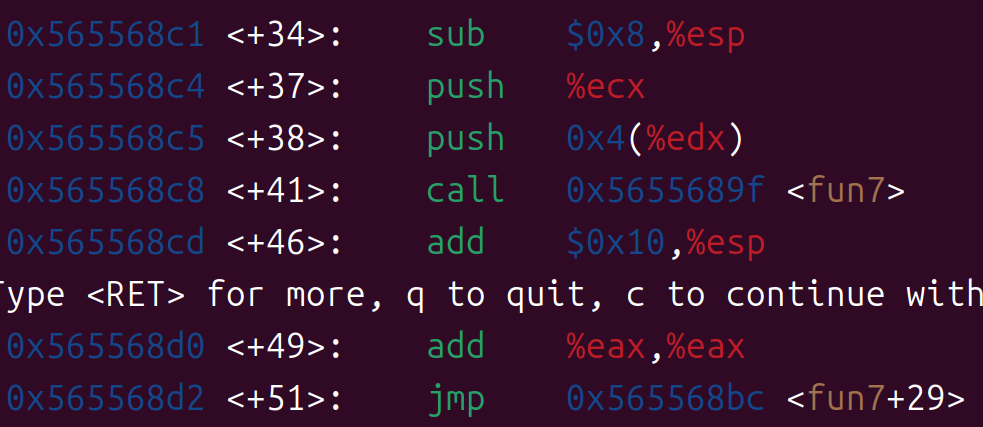 0x565568c1 <+34>:    sub    $0x8,%esp
0x565568c4 <+37>:    push   %ecx
0x565568c5 <+38>:    push   0x4(%edx)
0x565568c8 <+41>:    call   0x5655689f <fun7>
0x565568cd <+46>:    add    $0x10,%esp
Type <RET> for more, q to quit, c to continue with
0x565568d0 <+49>:    add    %eax,%eax
0x565568d2 <+51>:    jmp    0x565568bc <fun7+29>